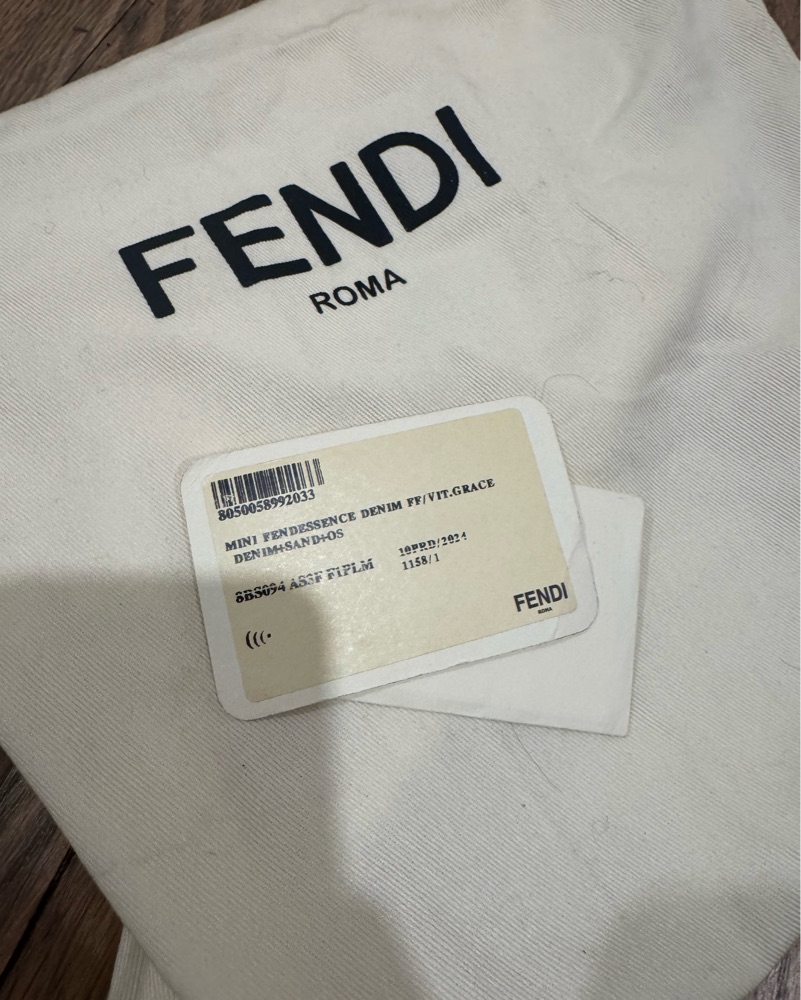 FENDI
ROMA
8050058992033
MINI FENDESSENCE DENIM FF/VIT.GRACE
DENIM+SAND+OS
8BS094 AS3F F1PLM
10PRD/2024
1158/1
FENDI
ROMA